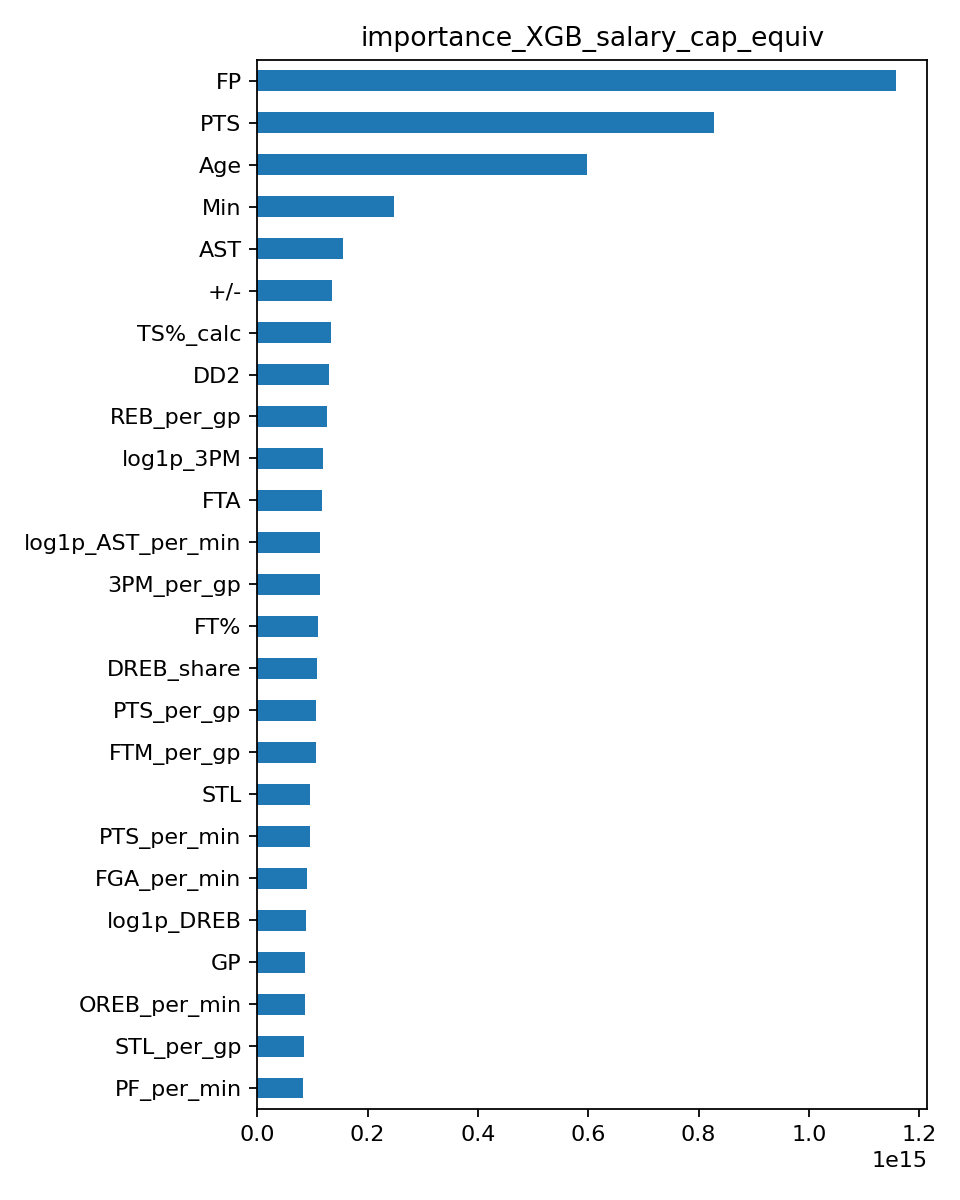 importance_XGB_salary_cap_equiv
FP
PTS
Age
Min
AST
+/-
TS%_calc
DD2
REB_per_gp
log1p_3PM
FTA
log1p_AST_per_min
3PM_per_gp
FT%
DREB_share
PTS_per_gp
FTM_per_gp
STL
PTS_per_min
FGA_per_min
log1p_DREB
GP
OREB_per_min
STL_per_gp
PF_per_min
0.0 0.2 0.4 0.6 0.8 1.0 1.2
1e15